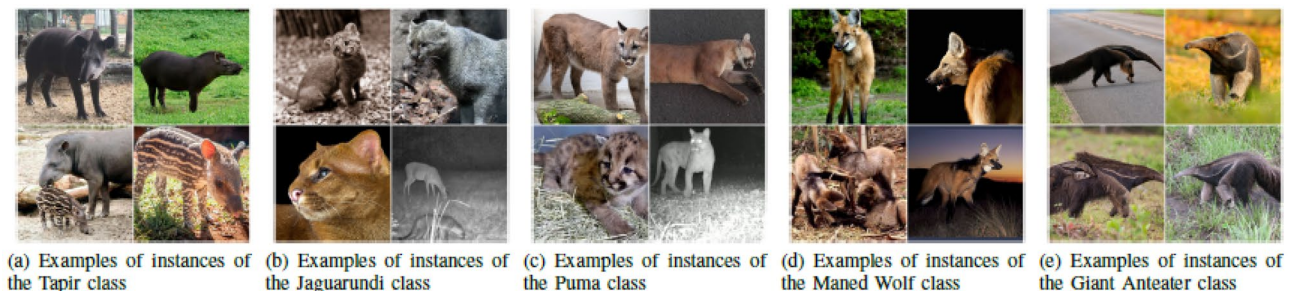 (a) Examples of instances of
the Tapir class
(b) Examples of instances of
the Jaguarundi class
(c) Examples of instances of
the Puma class
(d) Examples of instances of
the Maned Wolf class
(e) Examples of instances of
the Giant Anteater class